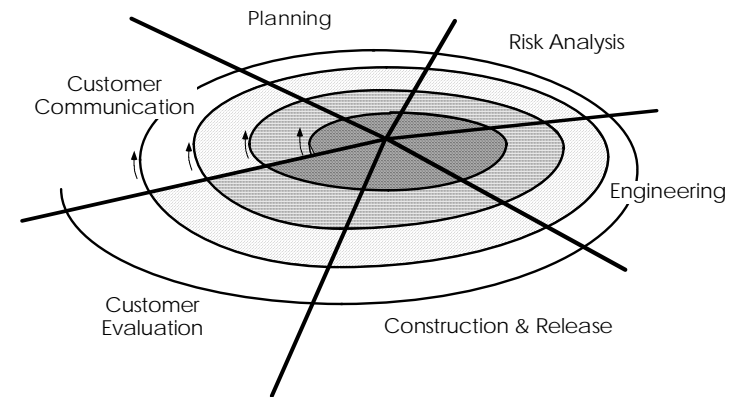 Planning
Risk Analysis
Customer
Communication
Engineering
Customer
Evaluation
Construction & Release